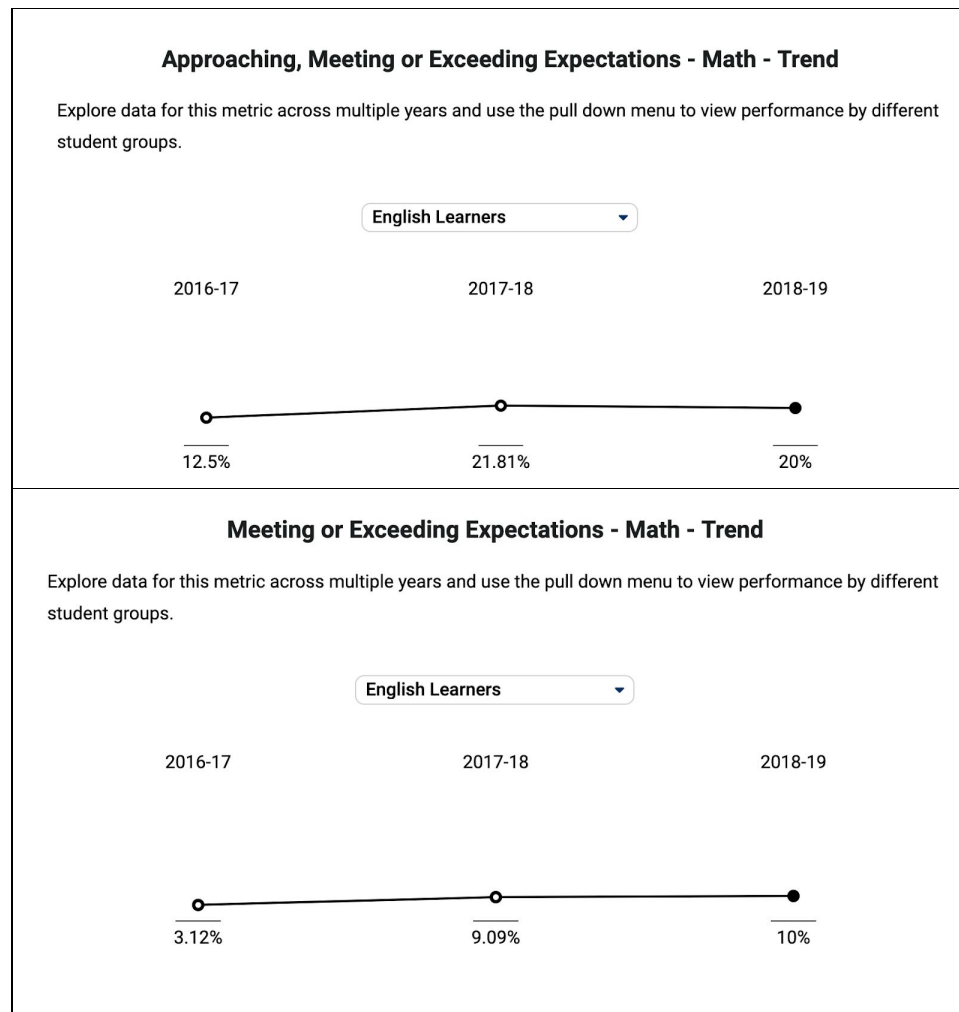 Approaching, Meeting or Exceeding Expectations - Math - Trend
Explore data for this metric across multiple years and use the pull down menu to view performance by different
student groups.
English Learners
2016-17 2017-18 2018-19
12.5% 21.81% 20%
Meeting or Exceeding Expectations - Math - Trend
Explore data for this metric across multiple years and use the pull down menu to view performance by different
student groups.
English Learners
2016-17 2017-18 2018-19
3.12% 9.09% 10%